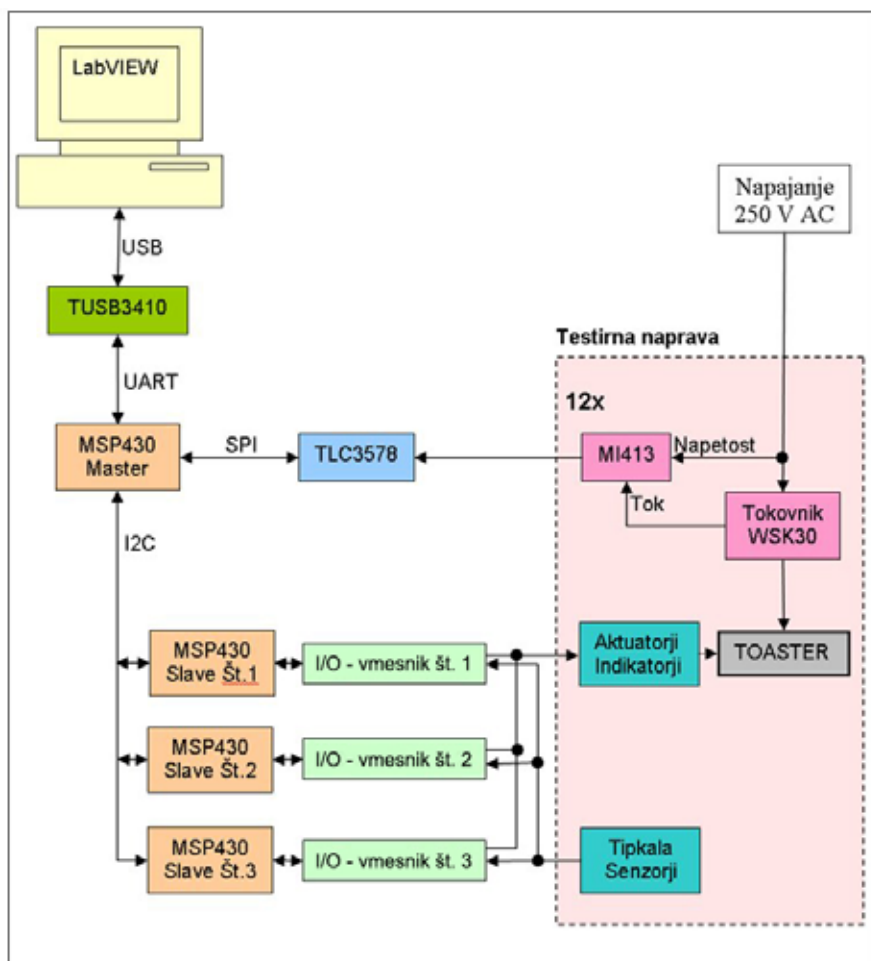 LabVIEW
USB
TUSB3410
UART
MSP430
Master
SPI
TLC3578
I2C
Napajanje
250 V AC
Testirna naprava
12x
MI413
Napetost
Tok
Tokovnik
WSK30
MSP430
Slave Št.1
I/O - vmesnik št. 1
Aktuatorji
Indikatorji
TOASTER
MSP430
Slave Št.2
I/O - vmesnik št. 2
MSP430
Slave Št.3
I/O - vmesnik št. 3
Tipkala
Senzorji